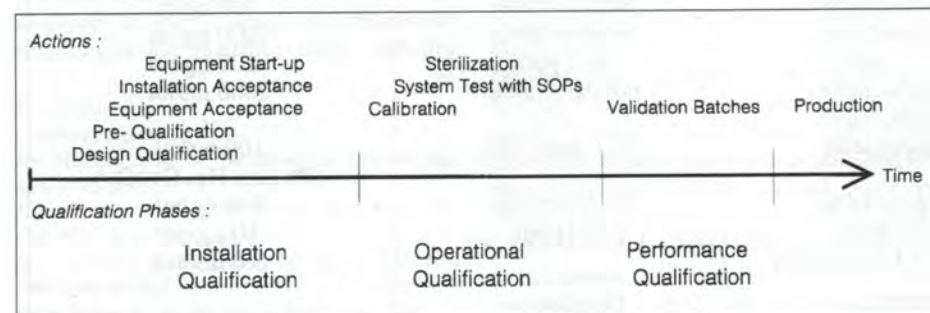 Actions :
Equipment Start-up
Installation Acceptance
Equipment Acceptance
Pre- Qualification
Design Qualification
Sterilization
System Test with SOPs
Calibration
Validation Batches
Production
Time
Qualification Phases :
Installation
Qualification
Operational
Qualification
Performance
Qualification